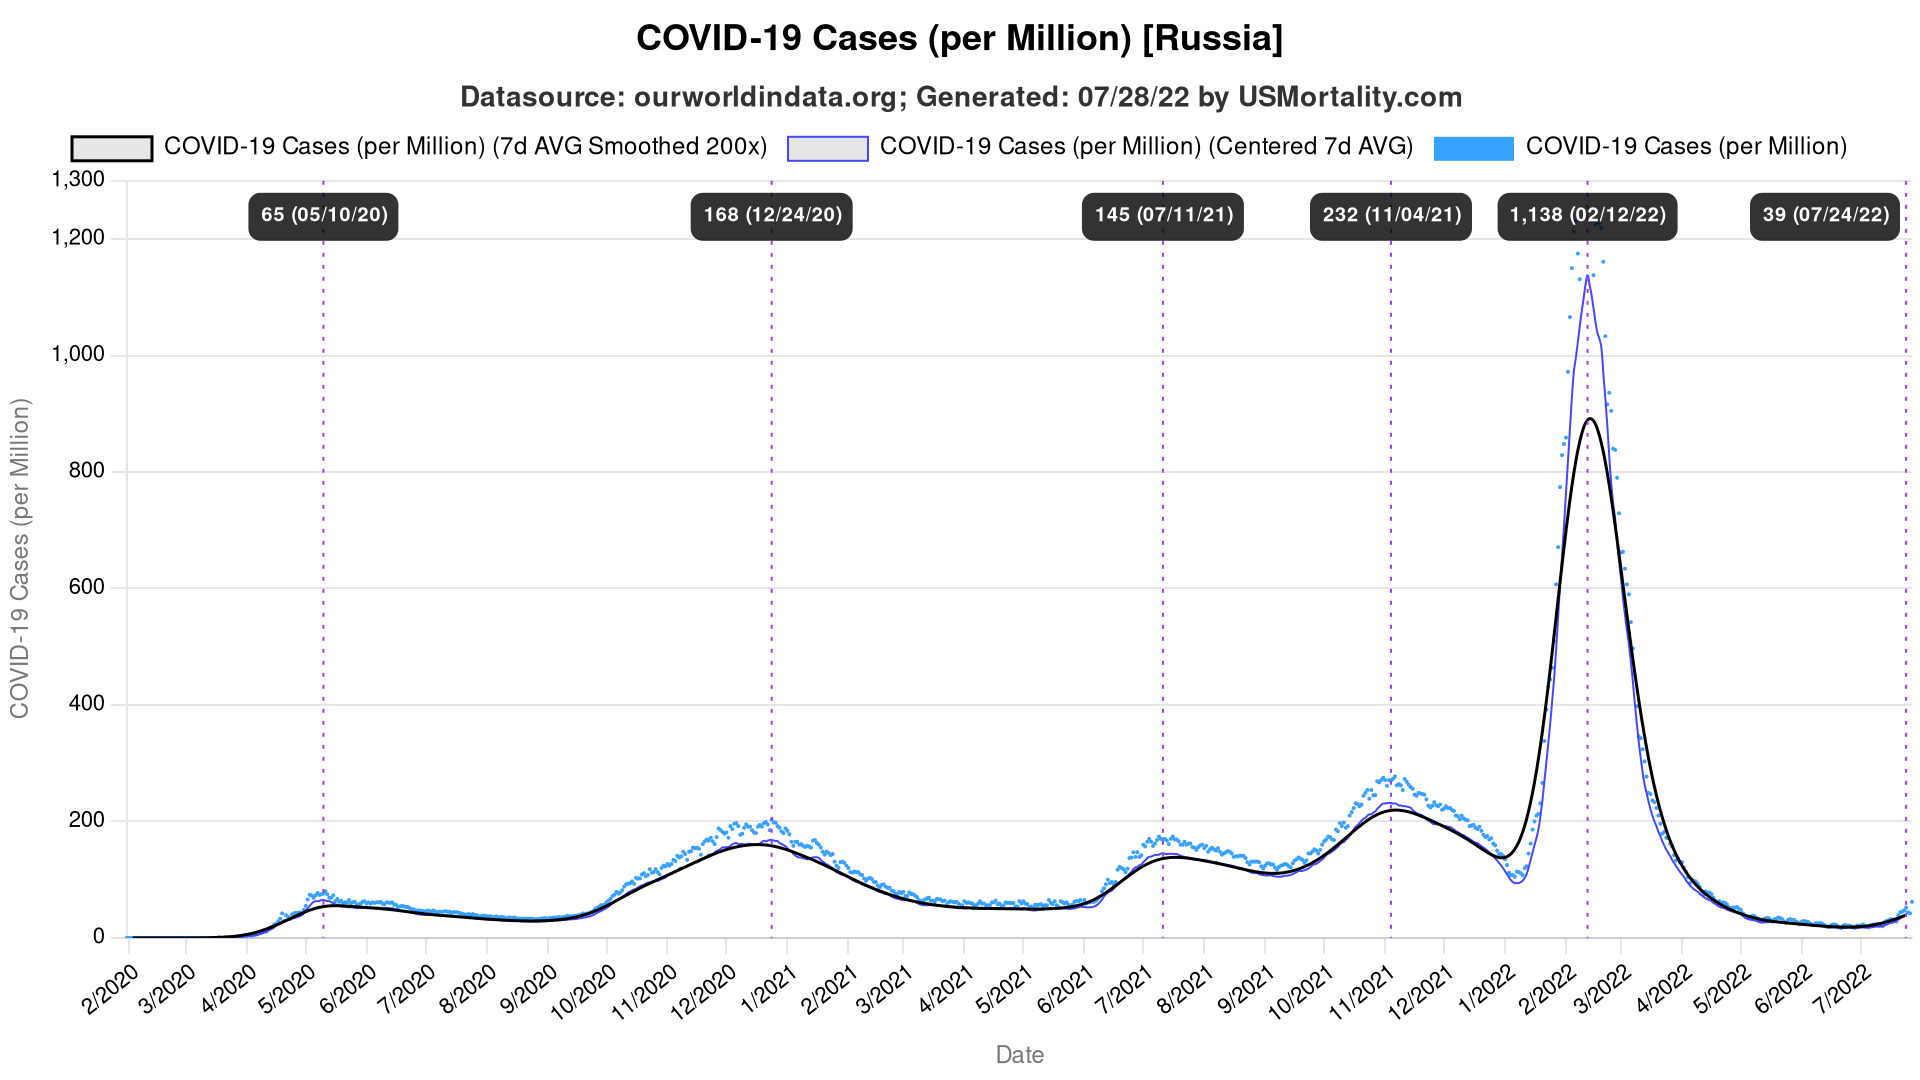 COVID-19 Cases (per Million) [Russia]
Datasource: ourworldindata.org; Generated: 07/28/22 by USMortality.com
COVID-19 Cases (per Million) (7d AVG Smoothed 200x) COVID-19 Cases (per Million) (Centered 7d AVG) COVID-19 Cases (per Million)
1,300
65 (05/10/20) 168 (12/24/20) 145 (07/11/21) 232 (11/04/21) 1,138 (02/12/22) 39 (07/24/22)
1,200
1,000
800
600
400
200
0
COVID-19 Cases (per Million)
2/2020 3/2020 4/2020 5/2020 6/2020 7/2020 8/2020 9/2020 10/2020 11/2020 12/2020 1/2021 2/2021 3/2021 4/2021 5/2021 6/2021 7/2021 8/2021 9/2021 10/2021 11/2021 12/2021 1/2022 2/2022 3/2022 4/2022 5/2022 6/2022 7/2022
Date